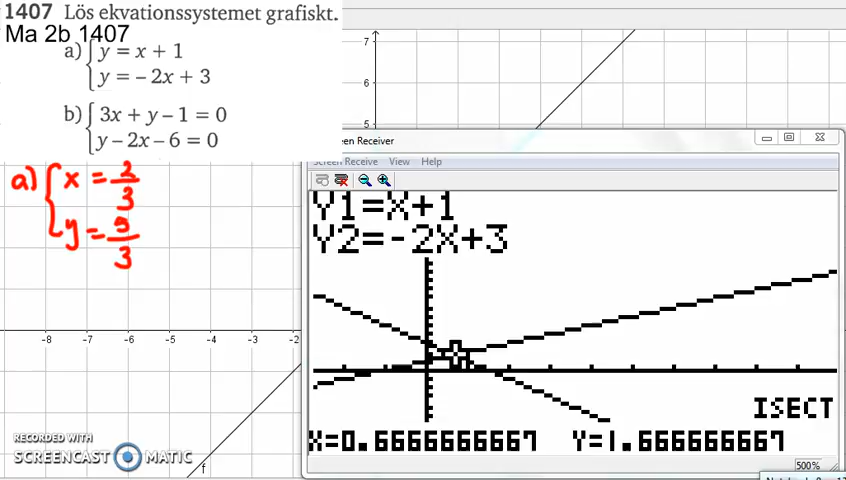 1407 Lös ekvationssystemet grafiskt.
Ma 2b 1407
a) { y = x + 1
y = – 2x + 3
b) { 3x + y – 1 = 0
y – 2x – 6 = 0
a) { x = 2/3
y = 5/3
7
6
5
-8 -7 -6 -5 -4 -3 -2
f
Screen Receiver
Screen Receive View Help
Y1=X+1
Y2=-2X+3
ISECT
X=0.6666666667 Y=1.666666667
500%
RECORDED WITH
SCREENCAST MATIC